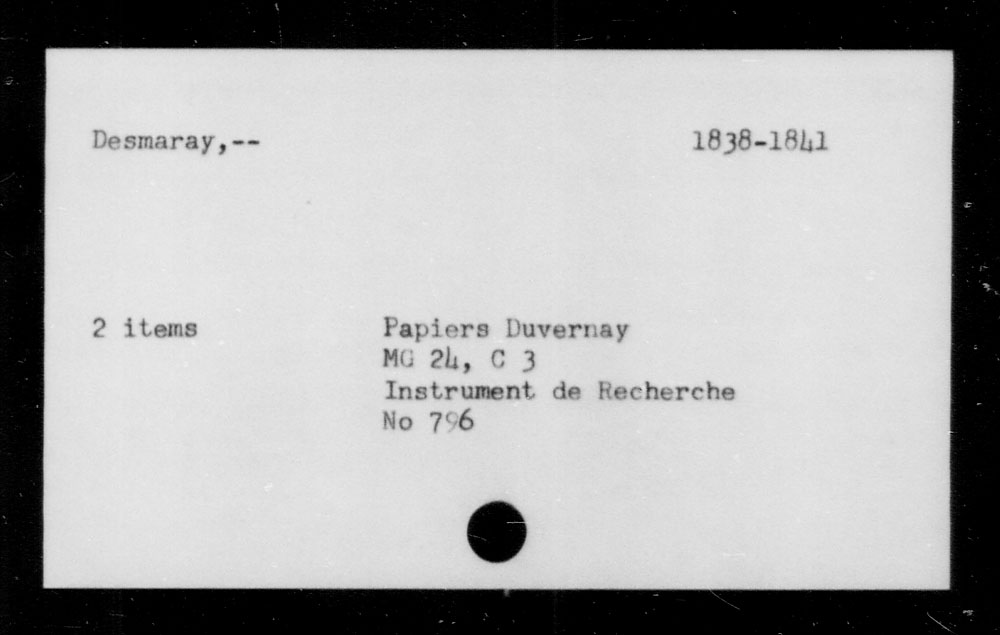 Desmaray,-- 1838-1841
2 items Papiers Duvernay
MG 24, C 3
Instrument de Recherche
No 796